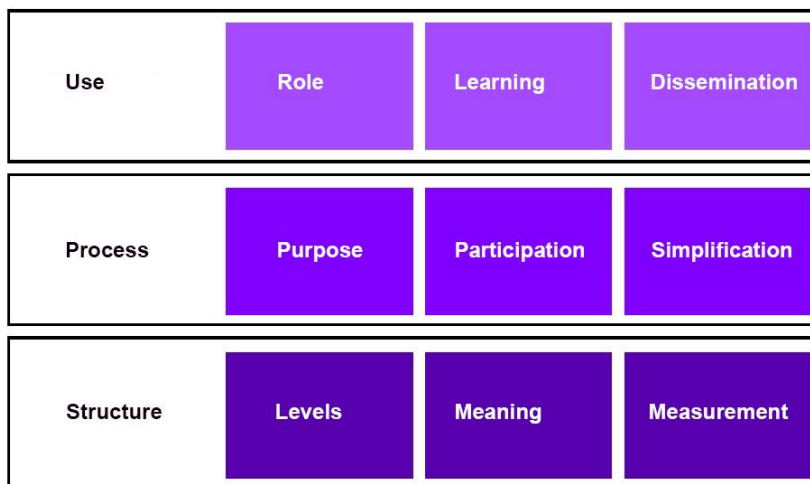 Use Role Learning Dissemination
Process Purpose Participation Simplification
Structure Levels Meaning Measurement